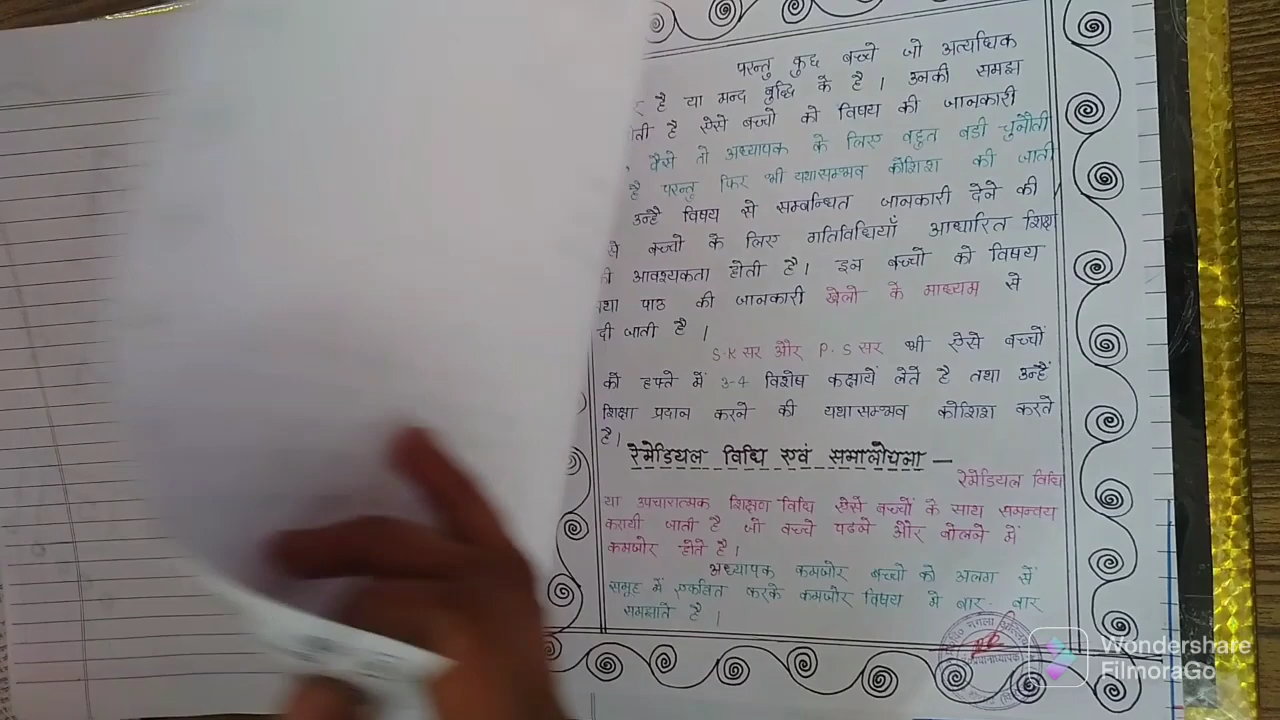 परन्तु कुछ बच्चे जो अत्यधिक
है या मन्द बुद्धि के है । उनकी समझ
है ऐसे बच्चो को विषय की जानकारी
वैसे तो अध्यापक के लिए बहुत बडी चुनौती
है परन्तु फिर भी यथासम्भव कोशिश की जाती
उन्हे विषय से सम्बन्धित जानकारी देने की
बच्चो के लिए गतिविधियाँ आधारित
आवश्यकता होती है । इन बच्चो को विषय
पाठ की जानकारी खेलो के माध्यम से
दी जाती है ।
S.K सर और P.S सर भी ऐसे बच्चों
की हफ्ते में 3-4 विशेष कक्षायें लेते है तथा उन्हें
शिक्षा प्रदान करने की यथासम्भव कोशिश करते
है।
रेमेडियल विधि एवं समालोचना –
रेमेडियल विधि
या उपचारात्मक शिक्षण विधि ऐसे बच्चों के साथ समन्वय
करायी जाती है जो बच्चे पढने और बोलने में
कमजोर होते है ।
अध्यापक कमजोर बच्चो को अलग से
समूह में एकत्रित करके कमजोर विषय मे बार बार
समझाते है ।
Wondershare
FilmoraGo